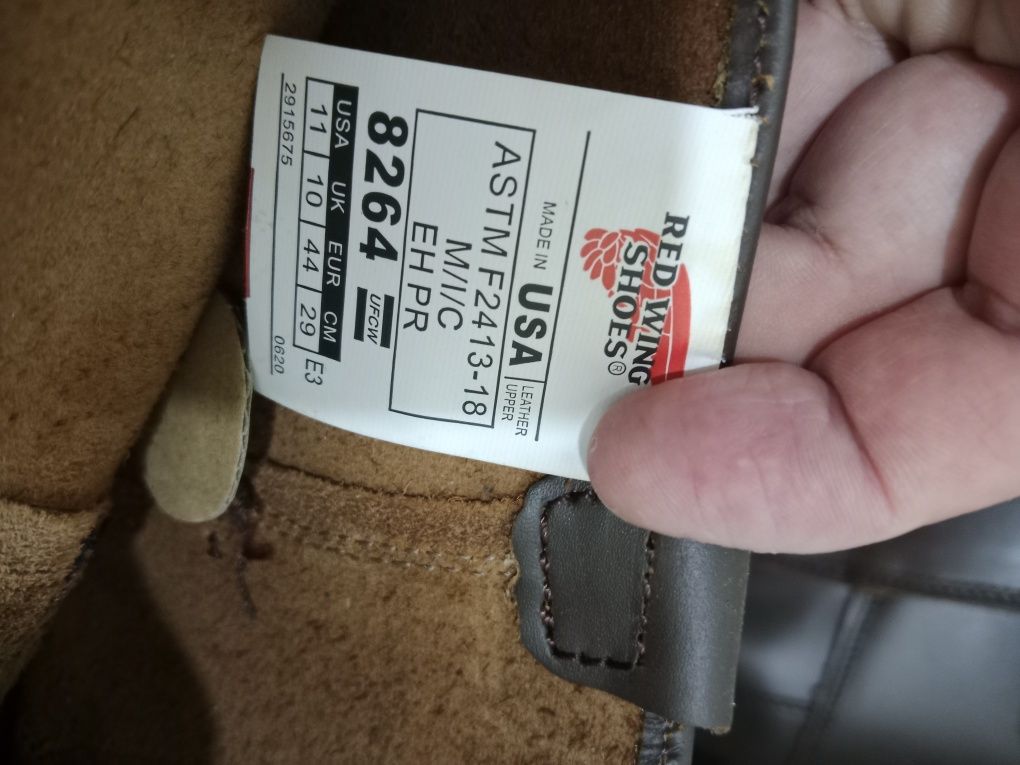 RED WING
SHOES®
MADE IN USA
LEATHER
UPPER
ASTM F2413-18
M/I/C
EH PR
8264
UFCW
USA UK EUR CM
11 10 44 29 E3
2915675 0620